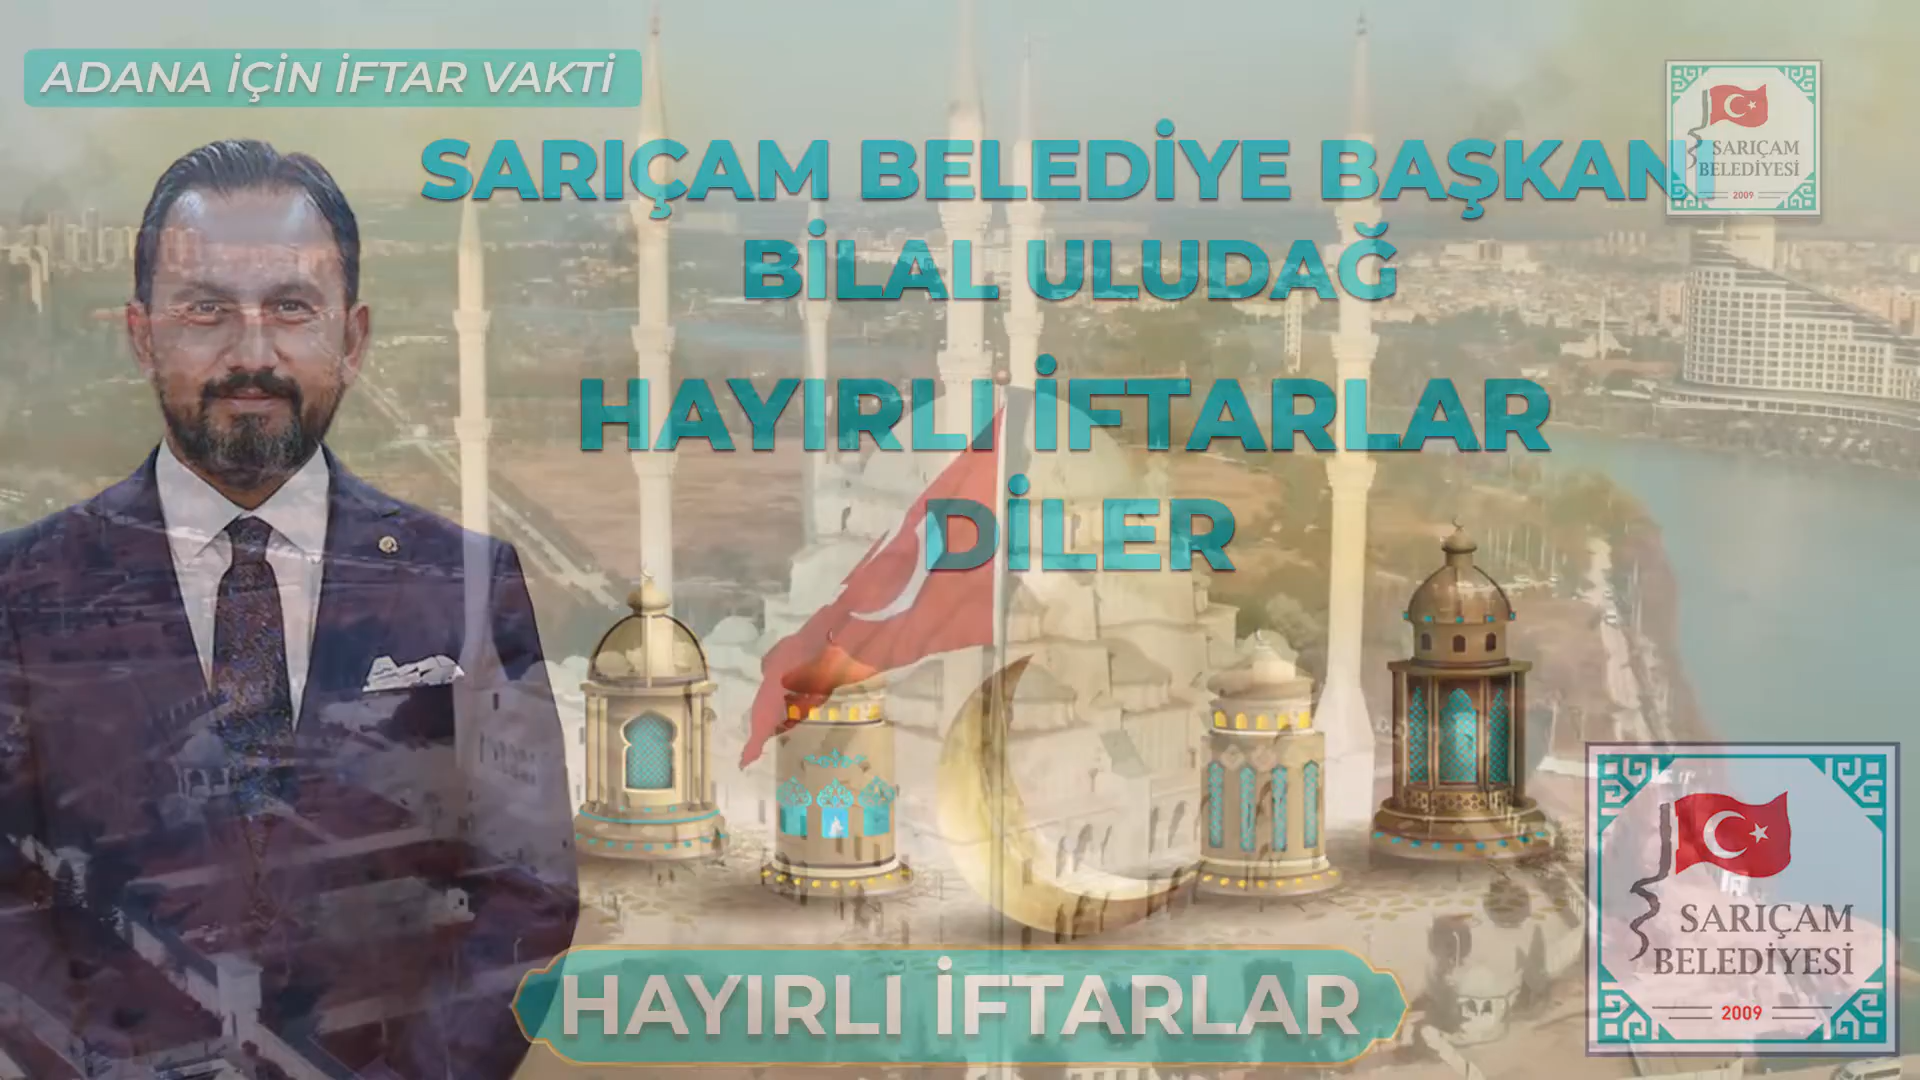 ADANA İÇİN İFTAR VAKTİ
SARIÇAM BELEDİYE BAŞKAN
BİLAL ULUDAĞ
HAYIRLI İFTARLAR
DİLER
SARIÇAM
BELEDİYESİ
2009
HAYIRLI İFTARLAR
SARIÇAM
BELEDİYESİ
2009